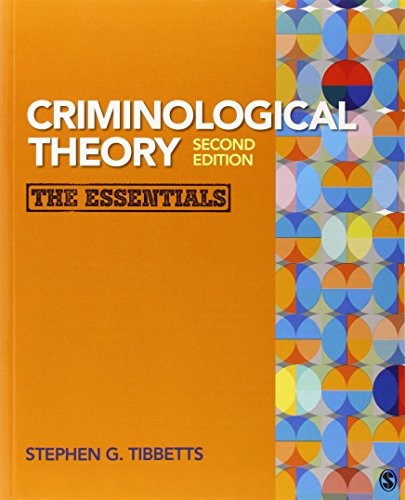 CRIMINOLOGICAL
THEORY SECOND
EDITION
THE ESSENTIALS
STEPHEN G. TIBBETTS
S